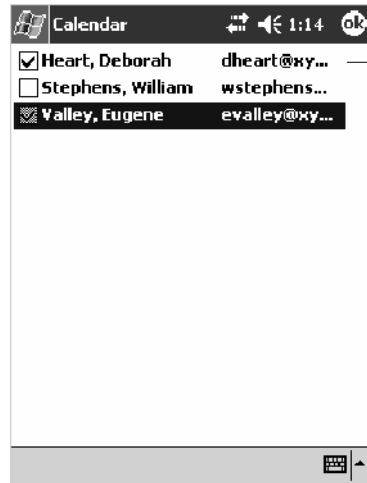 Calendar 1:14 ok
Heart, Deborah dheart@xy...
Stephens, William wstephens...
Valley, Eugene evalley@xy...